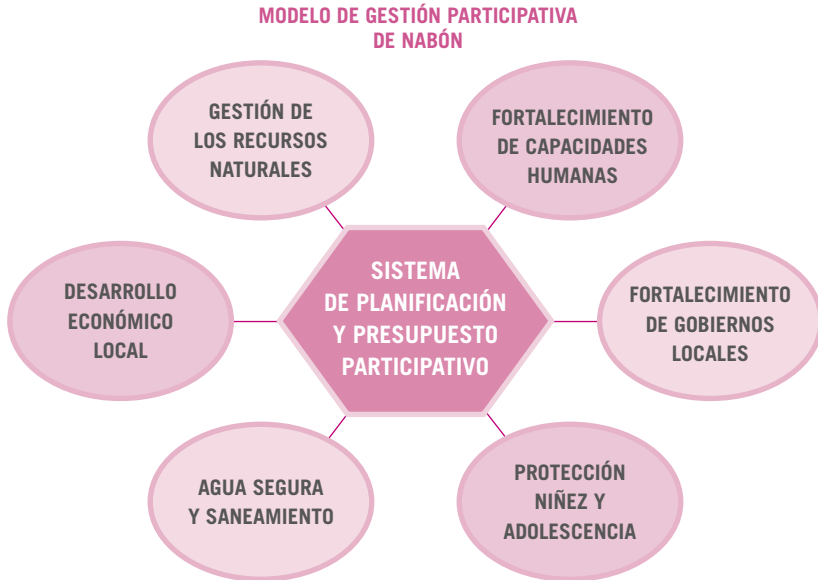 MODELO DE GESTIÓN PARTICIPATIVA
DE NABÓN
GESTIÓN DE
LOS RECURSOS
NATURALES
FORTALECIMIENTO
DE CAPACIDADES
HUMANAS
SISTEMA
DE PLANIFICACIÓN
Y PRESUPUESTO
PARTICIPATIVO
DESARROLLO
ECONÓMICO
LOCAL
FORTALECIMIENTO
DE GOBIERNOS
LOCALES
AGUA SEGURA
Y SANEAMIENTO
PROTECCIÓN
NIÑEZ Y
ADOLESCENCIA